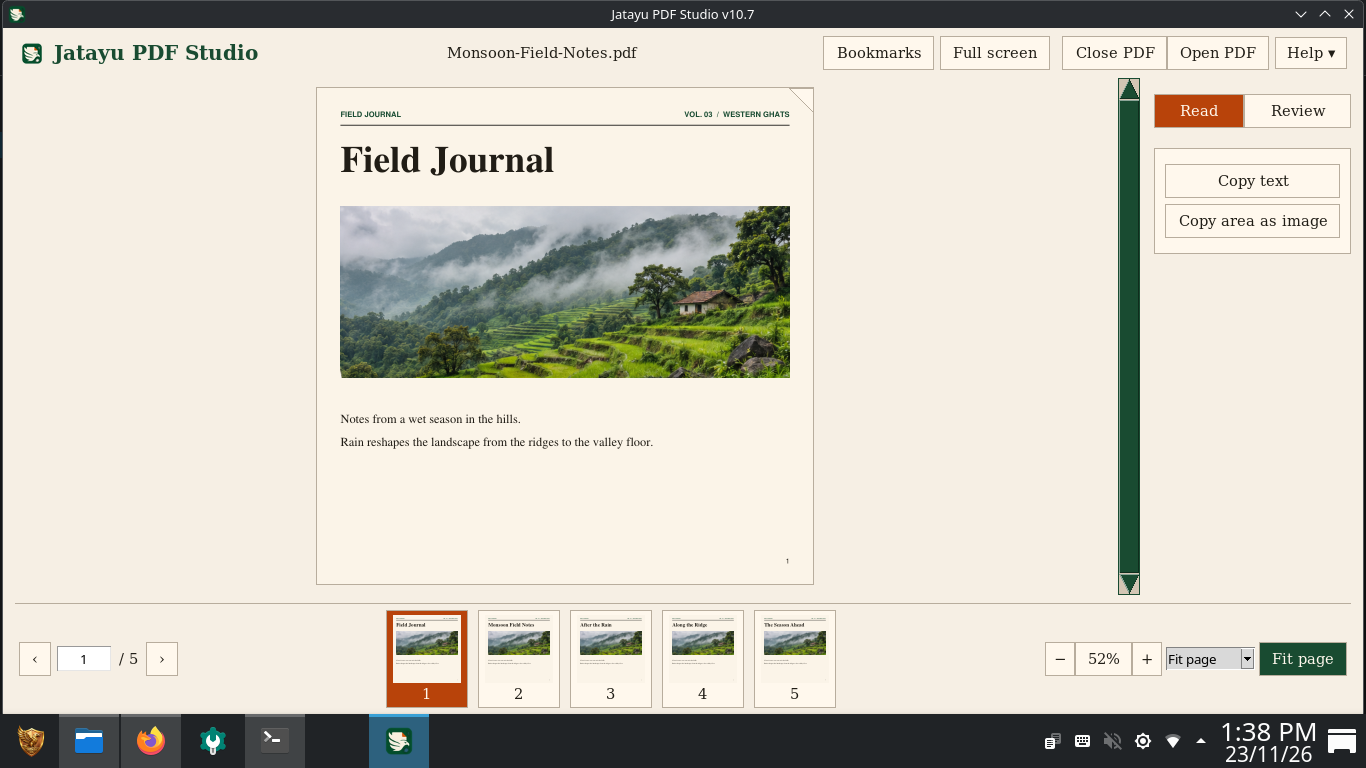 Jatayu PDF Studio v10.7
Jatayu PDF Studio
Monsoon-Field-Notes.pdf
Bookmarks
Full screen
Close PDF
Open PDF
Help ▾
FIELD JOURNAL
VOL. 03 / WESTERN GHATS
Field Journal
Notes from a wet season in the hills.
Rain reshapes the landscape from the ridges to the valley floor.
1
Read
Review
Copy text
Copy area as image
‹
1
/ 5
›
Field Journal
1
Monsoon Field Notes
2
After the Rain
3
Along the Ridge
4
The Season Ahead
5
−
52%
+
Fit page
Fit page
1:38 PM
23/11/26